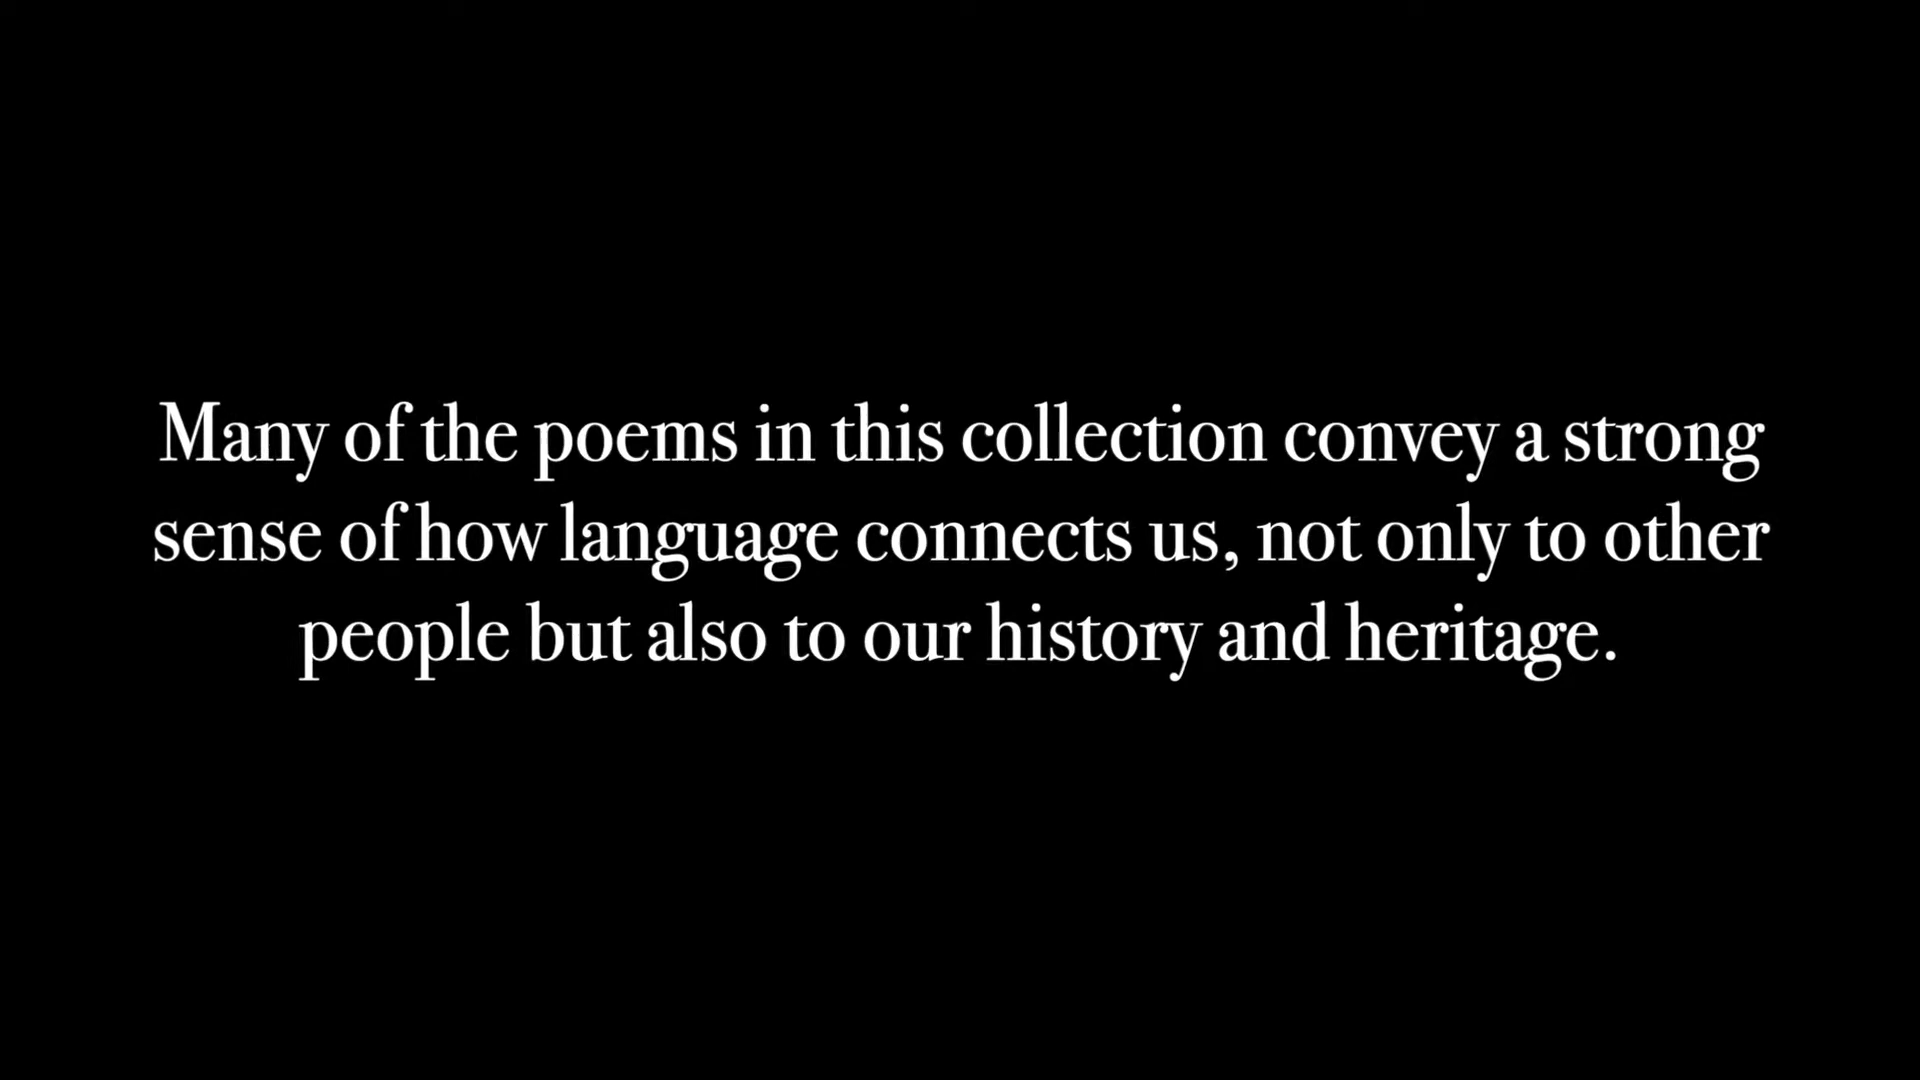 Many of the poems in this collection convey a strong
sense of how language connects us, not only to other
people but also to our history and heritage.